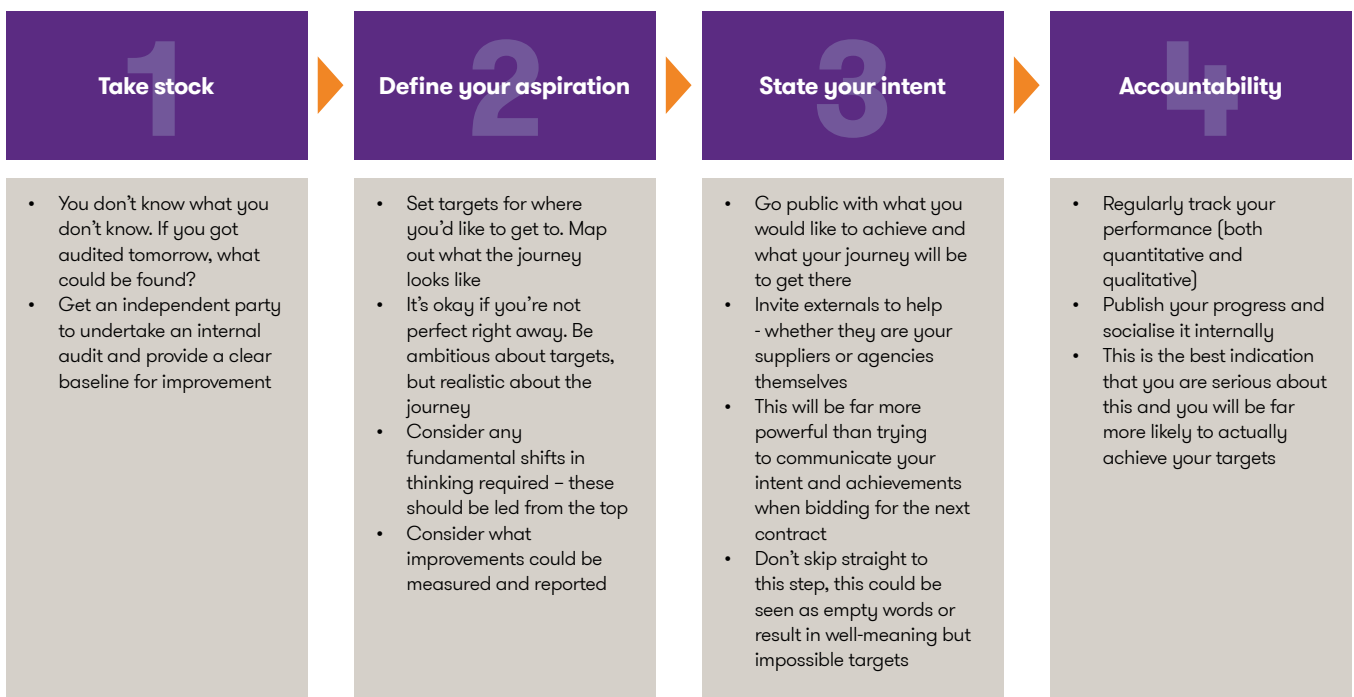 1
Take stock
2
Define your aspiration
3
State your intent
4
Accountability
• You don’t know what you
don’t know. If you got
audited tomorrow, what
could be found?
• Get an independent party
to undertake an internal
audit and provide a clear
baseline for improvement
• Set targets for where
you’d like to get to. Map
out what the journey
looks like
• It’s okay if you’re not
perfect right away. Be
ambitious about targets,
but realistic about the
journey
• Consider any
fundamental shifts in
thinking required – these
should be led from the top
• Consider what
improvements could be
measured and reported
• Go public with what you
would like to achieve and
what your journey will be
to get there
• Invite externals to help
- whether they are your
suppliers or agencies
themselves
• This will be far more
powerful than trying
to communicate your
intent and achievements
when bidding for the next
contract
• Don’t skip straight to
this step, this could be
seen as empty words or
result in well-meaning but
impossible targets
• Regularly track your
performance (both
quantitative and
qualitative)
• Publish your progress and
socialise it internally
• This is the best indication
that you are serious about
this and you will be far
more likely to actually
achieve your targets